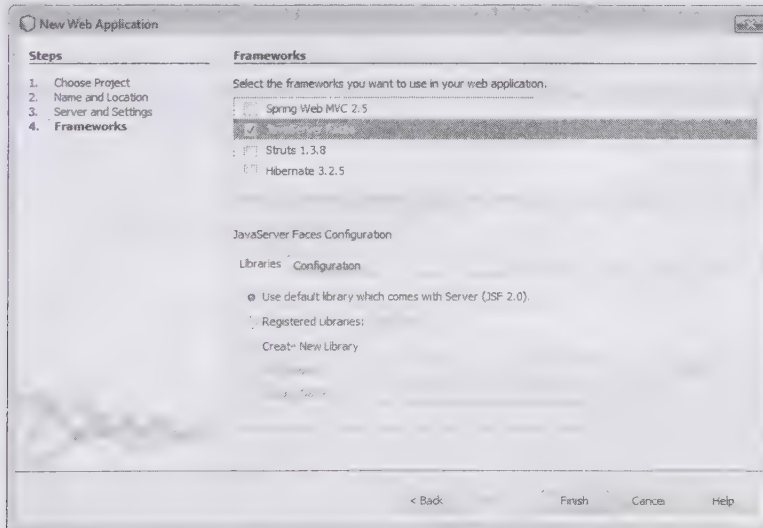 New Web Application
Steps
1. Choose Project
2. Name and Location
3. Server and Settings
4. Frameworks
Frameworks
Select the frameworks you want to use in your web application.
Spring Web MVC 2.5
JavaServer Faces
Struts 1.3.8
Hibernate 3.2.5
JavaServer Faces Configuration
Libraries Configuration
Use default library which comes with Server (JSF 2.0).
Registered Libraries:
Create New Library
< Back Finish Cancel Help